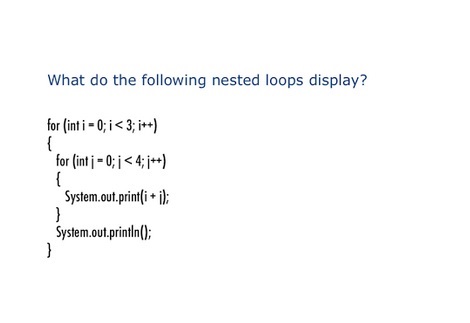 What do the following nested loops display?
for (int i = 0; i < 3; i++)
{
for (int j = 0; j < 4; j++)
{
System.out.print(i + j);
}
System.out.println();
}